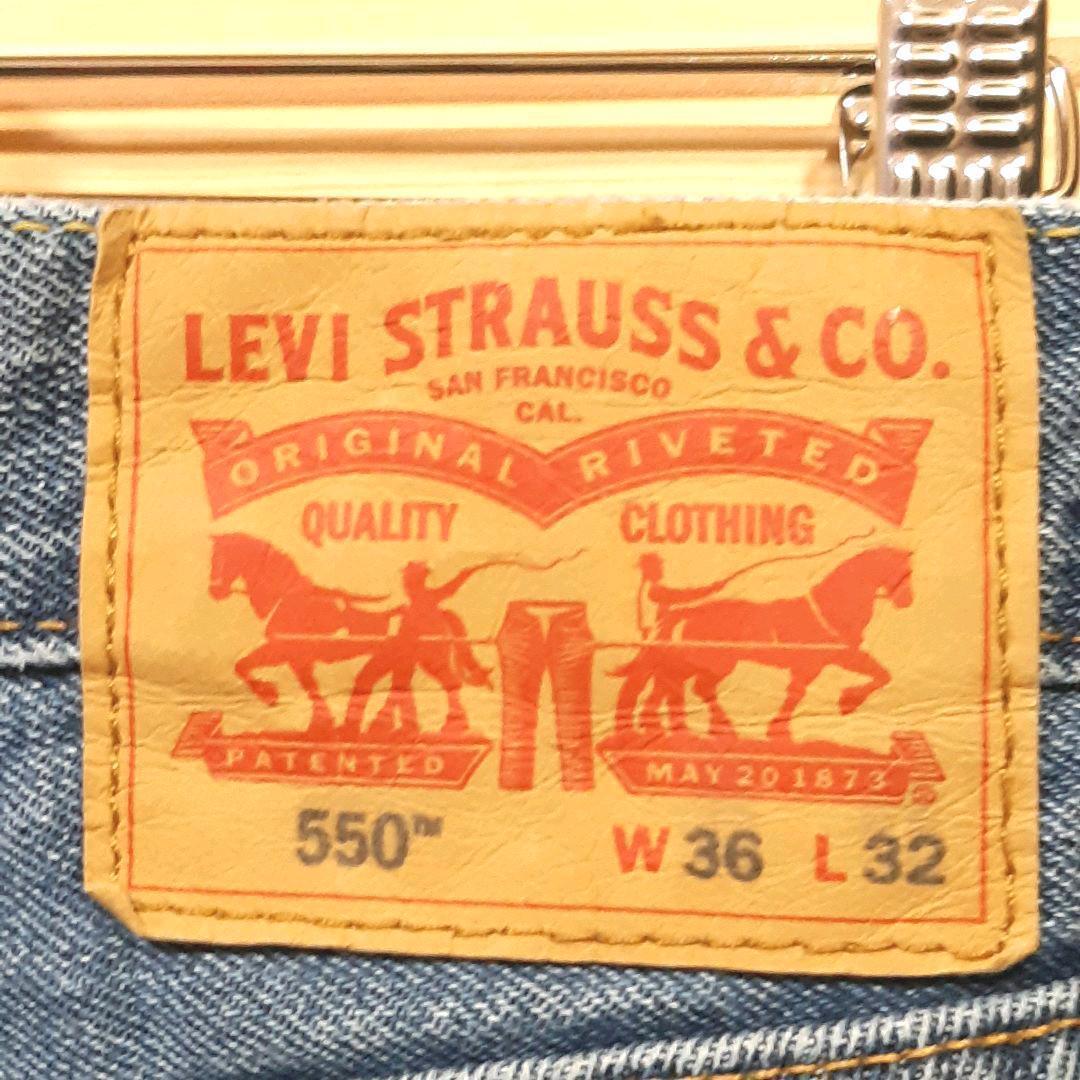 LEVI STRAUSS & CO.
SAN FRANCISCO
CAL.
ORIGINAL RIVETED
QUALITY CLOTHING
PATENTED MAY 20 1873 ®
550™ W 36 L 32